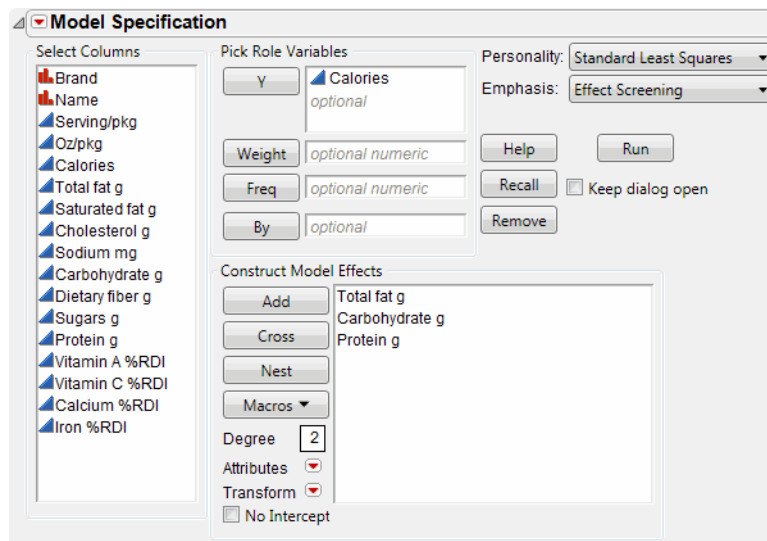 Model Specification
Select Columns
Brand
Name
Serving/pkg
Oz/pkg
Calories
Total fat g
Saturated fat g
Cholesterol g
Sodium mg
Carbohydrate g
Dietary fiber g
Sugars g
Protein g
Vitamin A %RDI
Vitamin C %RDI
Calcium %RDI
Iron %RDI
Pick Role Variables
Y
Calories
optional
Weight
optional numeric
Freq
optional numeric
By
optional
Personality:
Standard Least Squares
Emphasis:
Effect Screening
Help
Run
Recall
Keep dialog open
Remove
Construct Model Effects
Add
Cross
Nest
Macros
Degree
2
Attributes
Transform
No Intercept
Total fat g
Carbohydrate g
Protein g